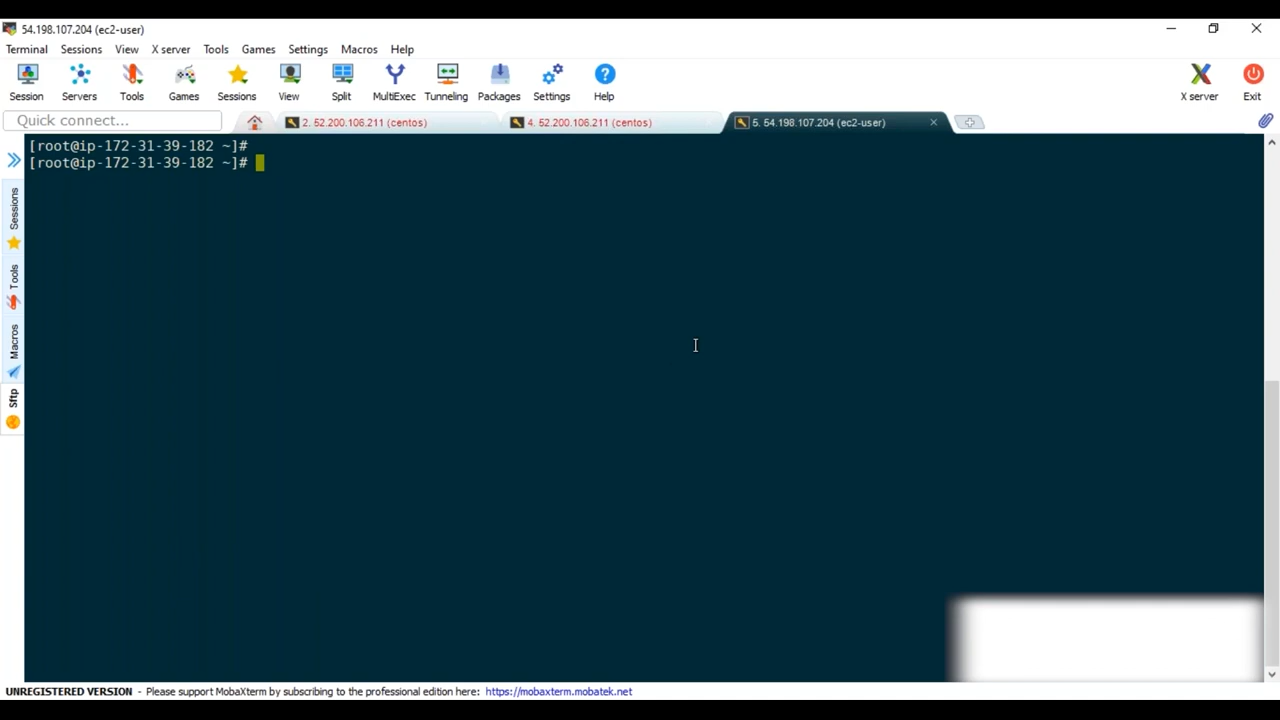 54.198.107.204 (ec2-user)
Terminal Sessions View X server Tools Games Settings Macros Help
Session Servers Tools Games Sessions View Split MultiExec Tunneling Packages Settings Help X server Exit
Quick connect... 2. 52.200.106.211 (centos) 4. 52.200.106.211 (centos) 5. 54.198.107.204 (ec2-user)
[root@ip-172-31-39-182 ~]#
[root@ip-172-31-39-182 ~]#
Sessions
Tools
Macros
Sftp
UNREGISTERED VERSION - Please support MobaXterm by subscribing to the professional edition here: https://mobaxterm.mobatek.net